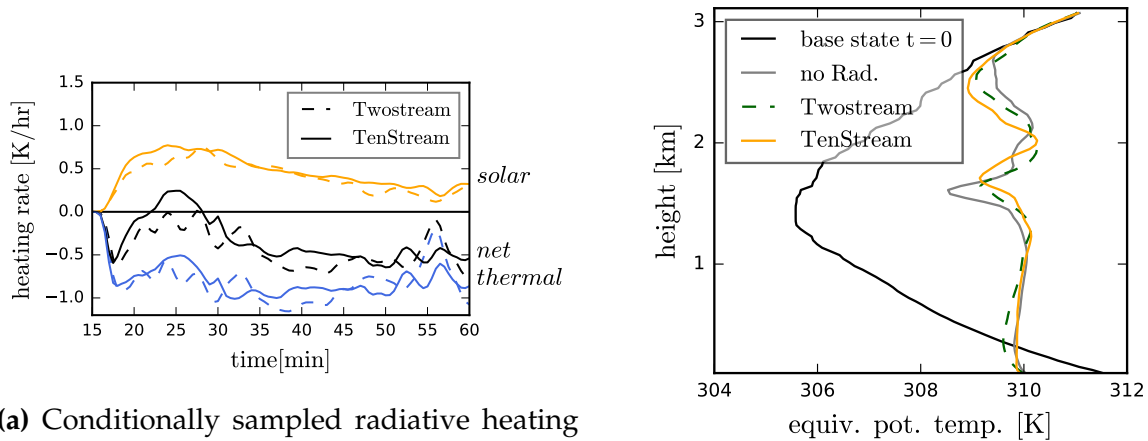 1.5
1.0
0.5
0.0
−0.5
−1.0
heating rate [K/hr]
Twostream
TenStream
solar
net
thermal
15 20 25 30 35 40 45 50 55 60
time[min]
(a) Conditionally sampled radiative heating
3
2
1
height [km]
base state t = 0
no Rad.
Twostream
TenStream
304 306 308 310 312
equiv. pot. temp. [K]